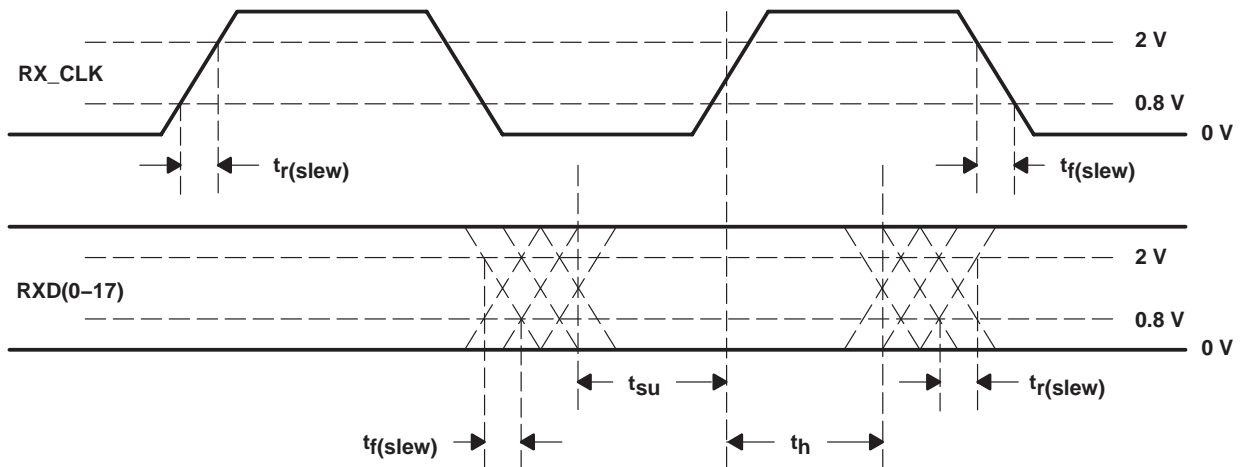 2 V
RX_CLK
0.8 V
0 V
tr(slew)
tf(slew)
2 V
RXD(0–17)
0.8 V
0 V
tsu
tr(slew)
tf(slew)
th